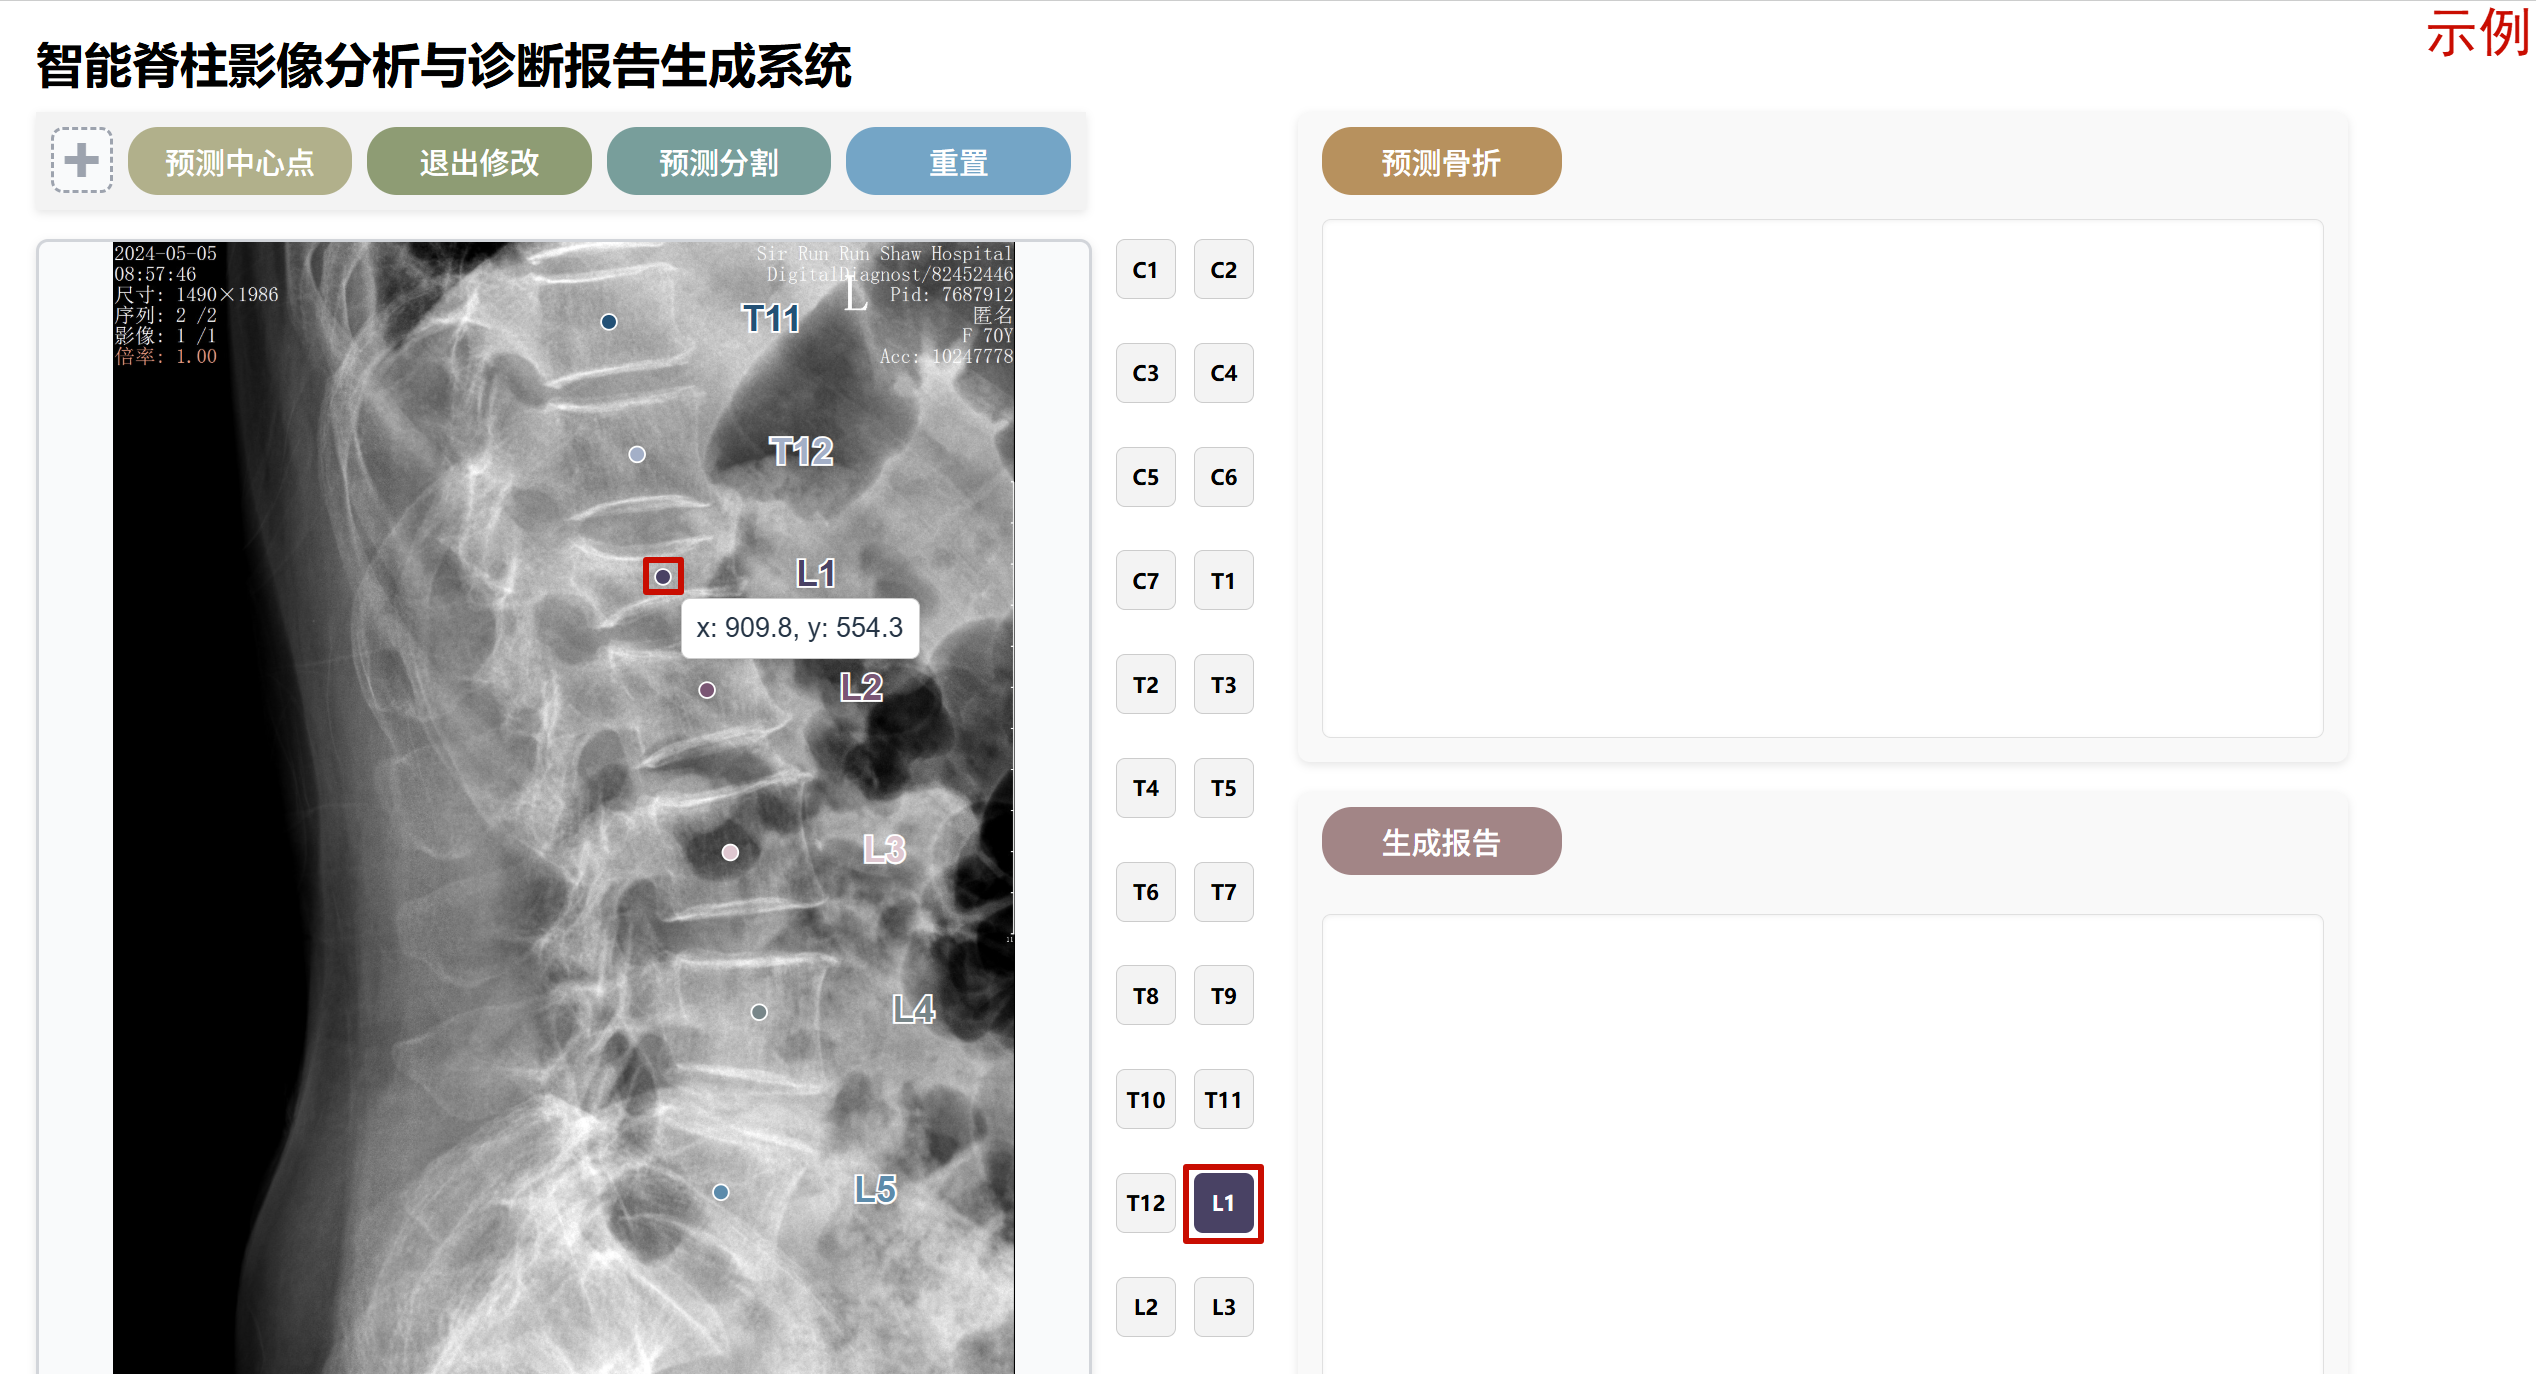 示例
智能脊柱影像分析与诊断报告生成系统
预测中心点
退出修改
预测分割
重置
预测骨折
2024-05-05
08:57:46
尺寸: 1490×1986
序列: 2 /2
影像: 1 /1
倍率: 1.00
Sir Run Run Shaw Hospital
DigitalDiagnost/82452446
Pid: 7687912
匿名
F 70Y
Acc: 10247778
L
T11
T12
L1
x: 909.8, y: 554.3
L2
L3
L4
L5
C1 C2
C3 C4
C5 C6
C7 T1
T2 T3
T4 T5
T6 T7
T8 T9
T10 T11
T12 L1
L2 L3
生成报告